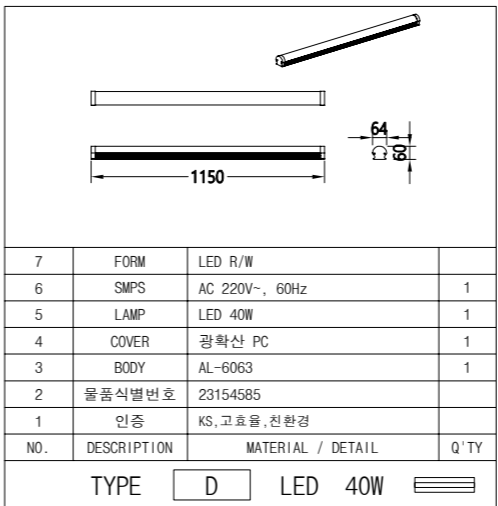 64
60
1150
7 FORM LED R/W
6 SMPS AC 220V~, 60Hz 1
5 LAMP LED 40W 1
4 COVER 광확산 PC 1
3 BODY AL-6063 1
2 물품식별번호 23154585
1 인증 KS,고효율,친환경
NO. DESCRIPTION MATERIAL / DETAIL Q'TY
TYPE D LED 40W